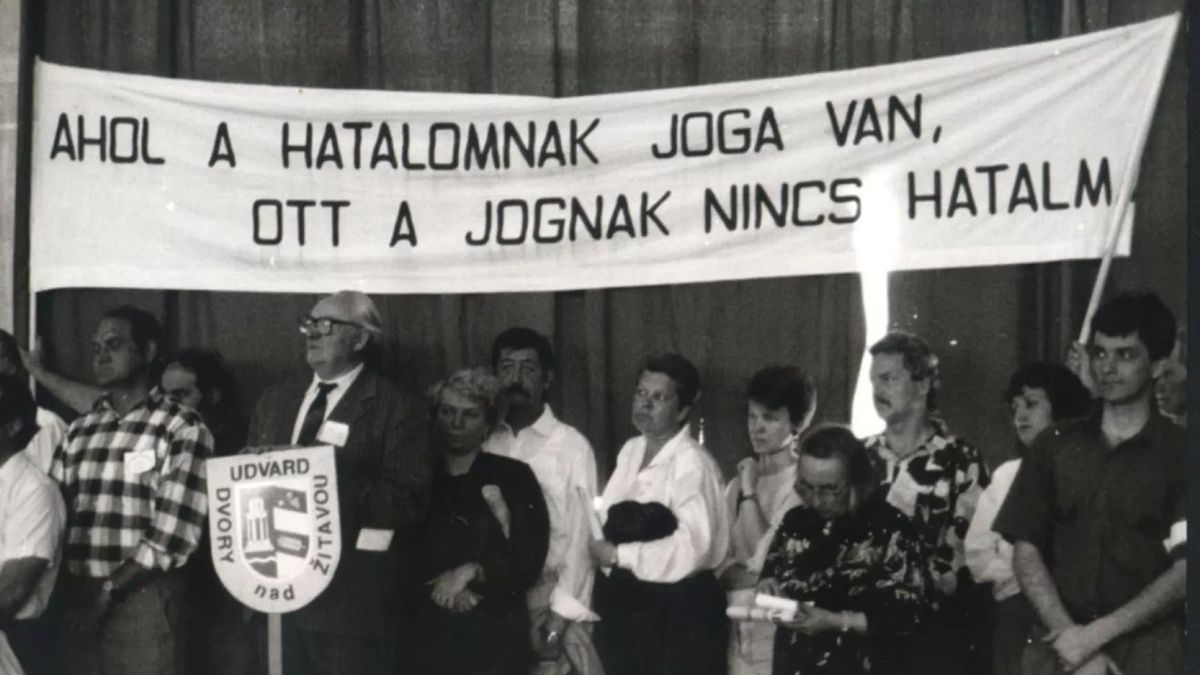 AHOL A HATALOMNAK JOGA VAN,
OTT A JOGNAK NINCS HATALM
UDVARD
DVORY
nad
ŽITAVOU